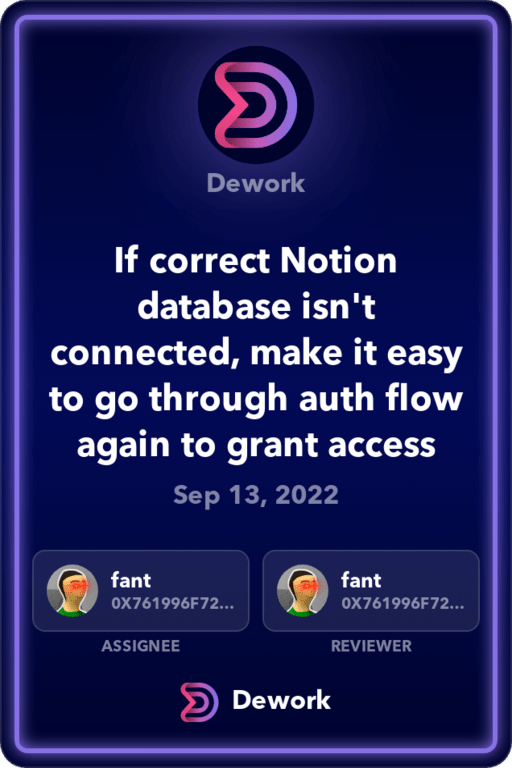 Dework
If correct Notion
database isn't
connected, make it easy
to go through auth flow
again to grant access
Sep 13, 2022
fant
0X761996F72...
ASSIGNEE
fant
0X761996F72...
REVIEWER
Dework